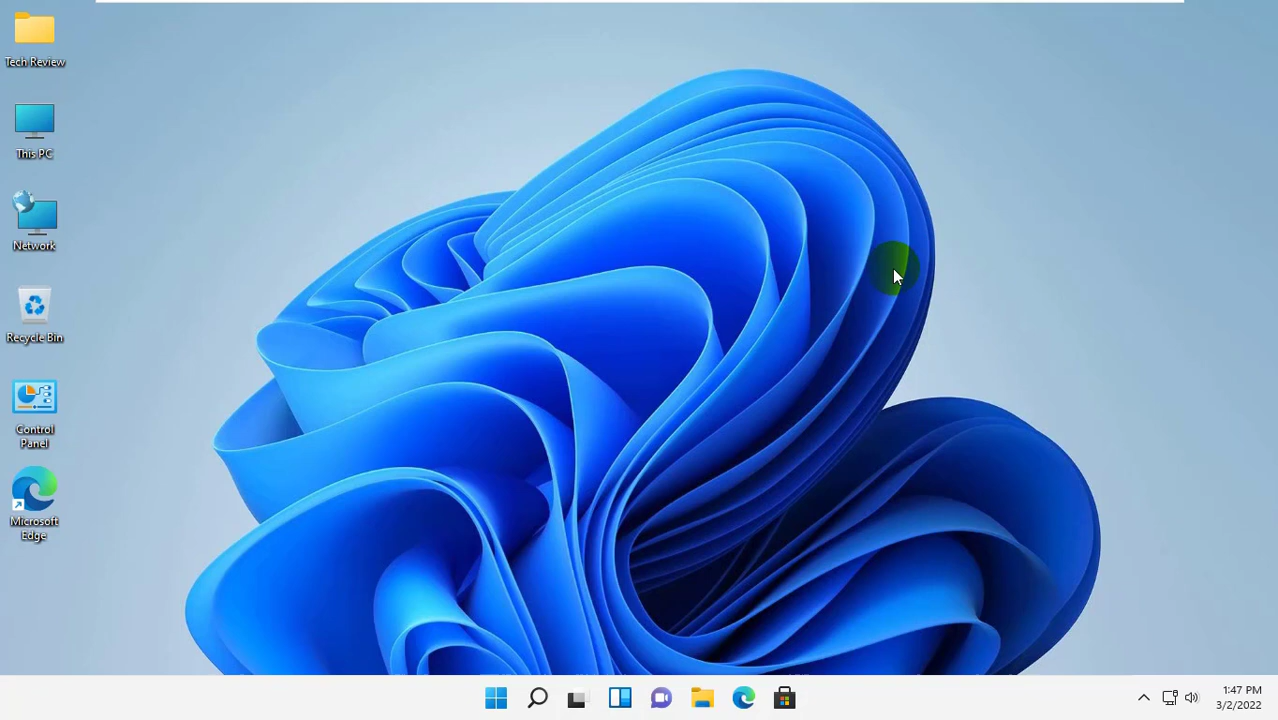 Tech Review
This PC
Network
Recycle Bin
Control
Panel
Microsoft
Edge
1:47 PM
3/2/2022